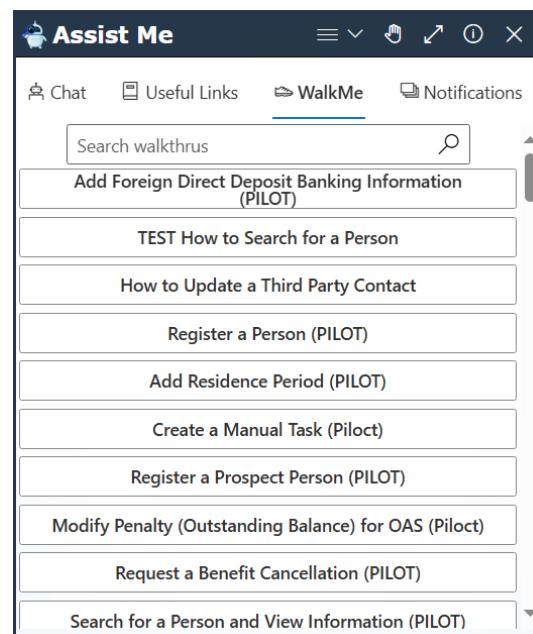 Assist Me
Chat
Useful Links
WalkMe
Notifications
Search walkthrus
Add Foreign Direct Deposit Banking Information
(PILOT)
TEST How to Search for a Person
How to Update a Third Party Contact
Register a Person (PILOT)
Add Residence Period (PILOT)
Create a Manual Task (Piloct)
Register a Prospect Person (PILOT)
Modify Penalty (Outstanding Balance) for OAS (Piloct)
Request a Benefit Cancellation (PILOT)
Search for a Person and View Information (PILOT)